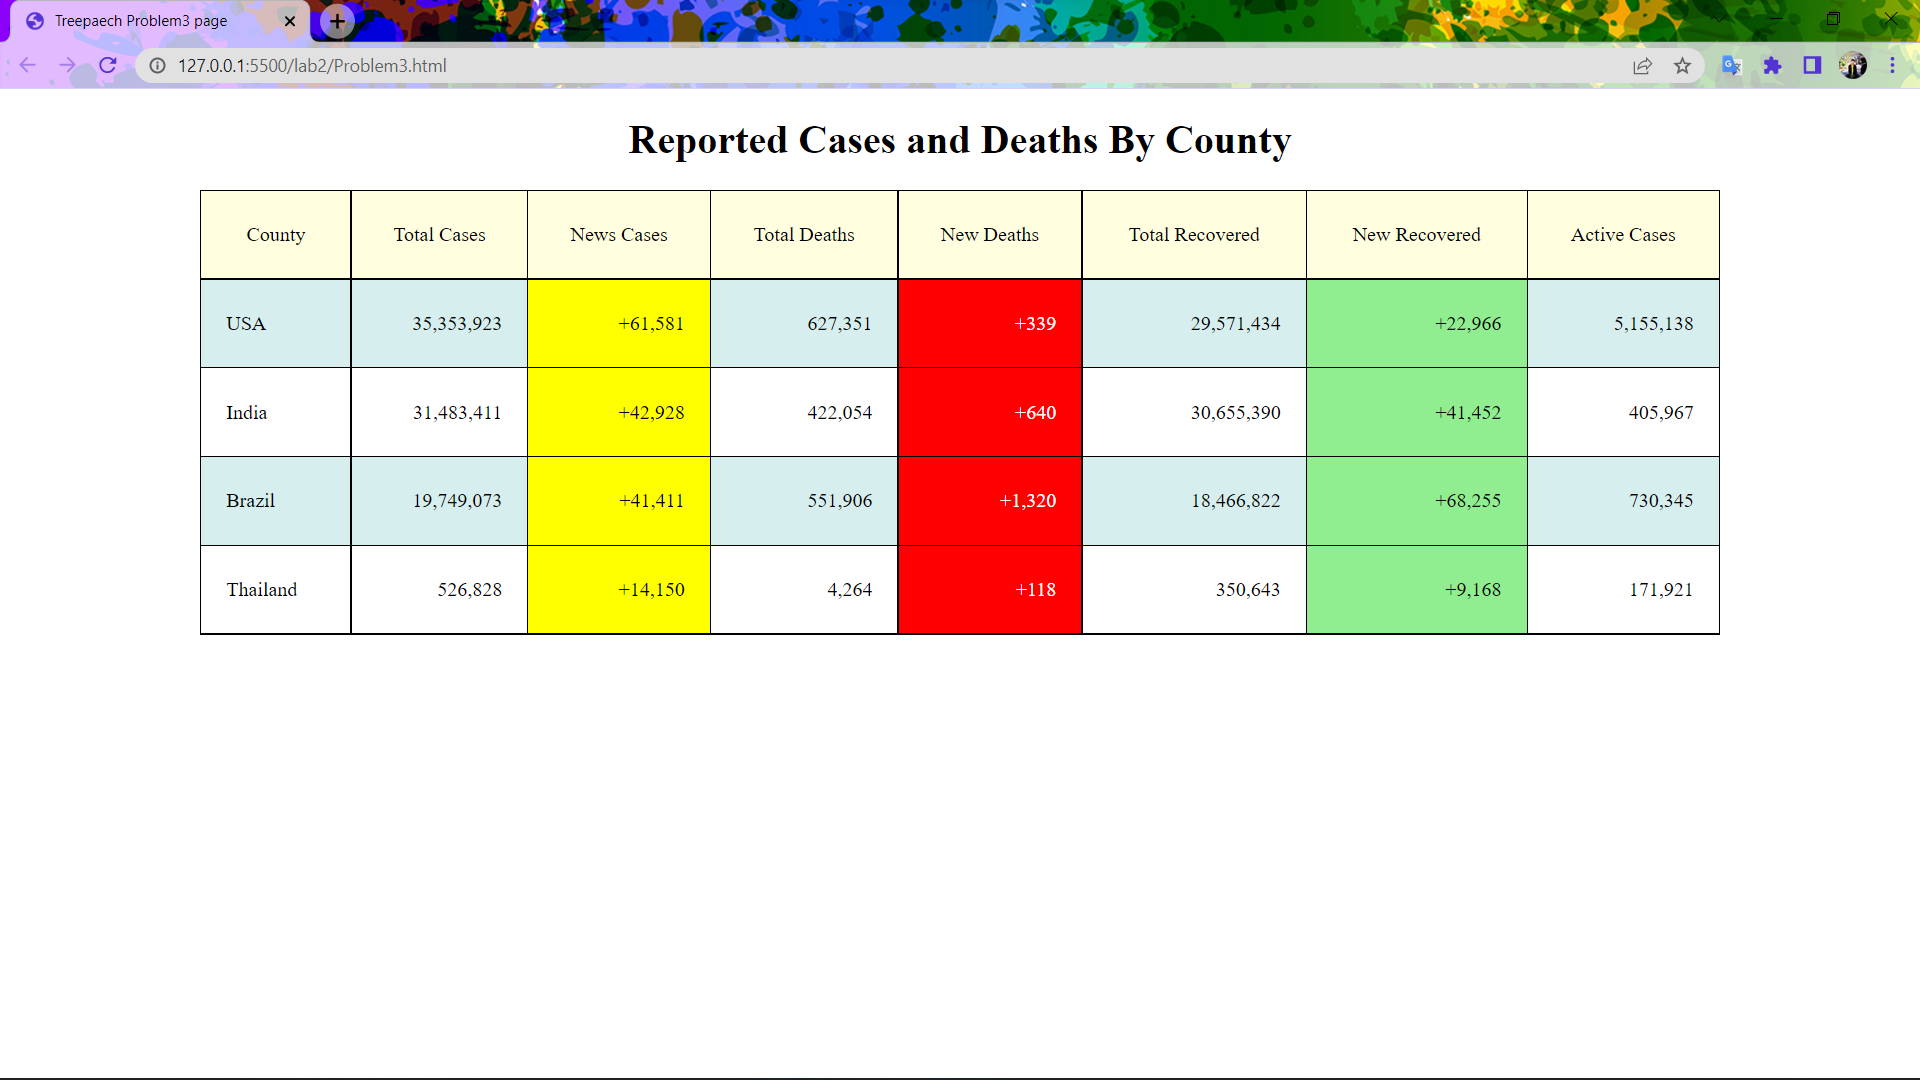 Treepaech Problem3 page
127.0.0.1:5500/lab2/Problem3.html
Reported Cases and Deaths By County
County Total Cases News Cases Total Deaths New Deaths Total Recovered New Recovered Active Cases
USA 35,353,923 +61,581 627,351 +339 29,571,434 +22,966 5,155,138
India 31,483,411 +42,928 422,054 +640 30,655,390 +41,452 405,967
Brazil 19,749,073 +41,411 551,906 +1,320 18,466,822 +68,255 730,345
Thailand 526,828 +14,150 4,264 +118 350,643 +9,168 171,921